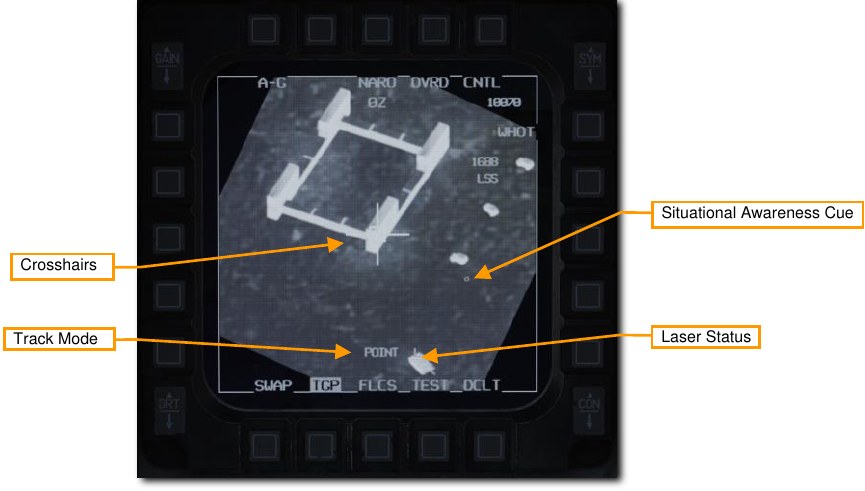 GAIN
SYM
A-G NARO OVRD CNTL
0Z
10070
WHOT
1688
LSS
Situational Awareness Cue
Crosshairs
Track Mode
POINT L
Laser Status
SWAP TGP FLCS TEST DCLT
BRT
CON